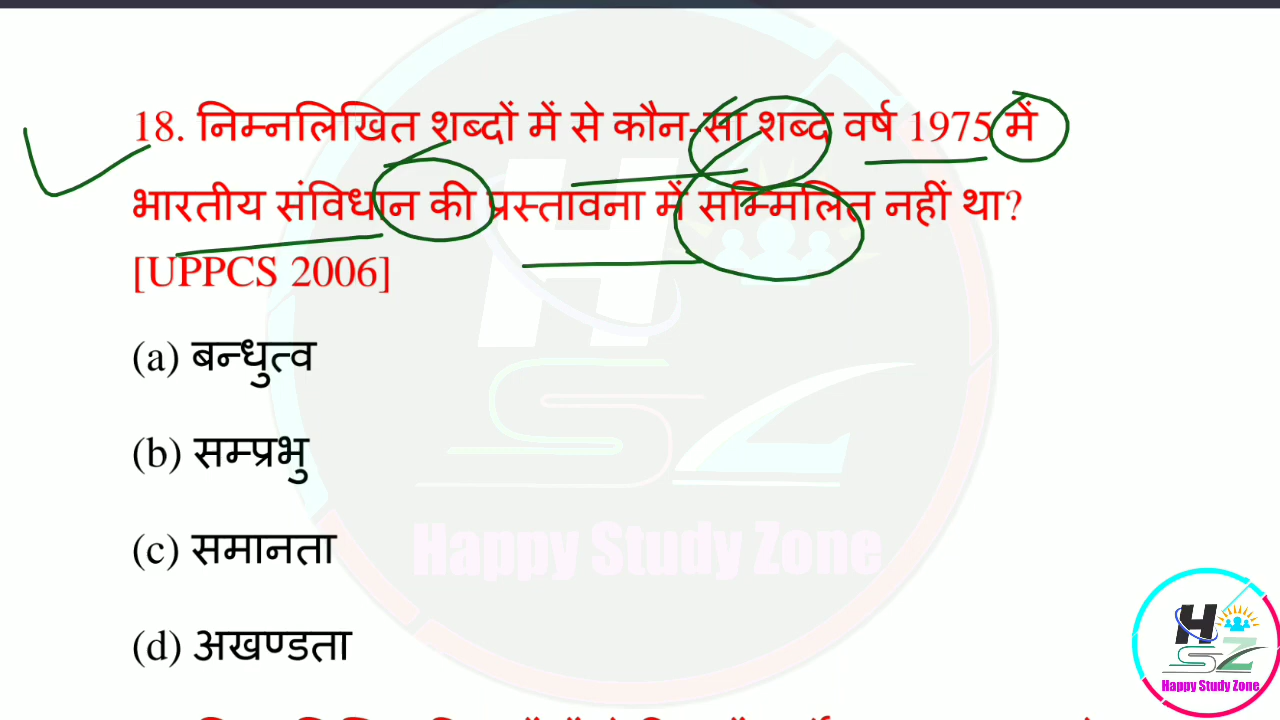 18. निम्नलिखित शब्दों में से कौन-सा शब्द वर्ष 1975 में
भारतीय संविधान की प्रस्तावना में सम्मिलित नहीं था?
[UPPCS 2006]
(a) बन्धुत्व
(b) सम्प्रभु
(c) समानता
(d) अखण्डता
Happy Study Zone
H
SZ
Happy Study Zone